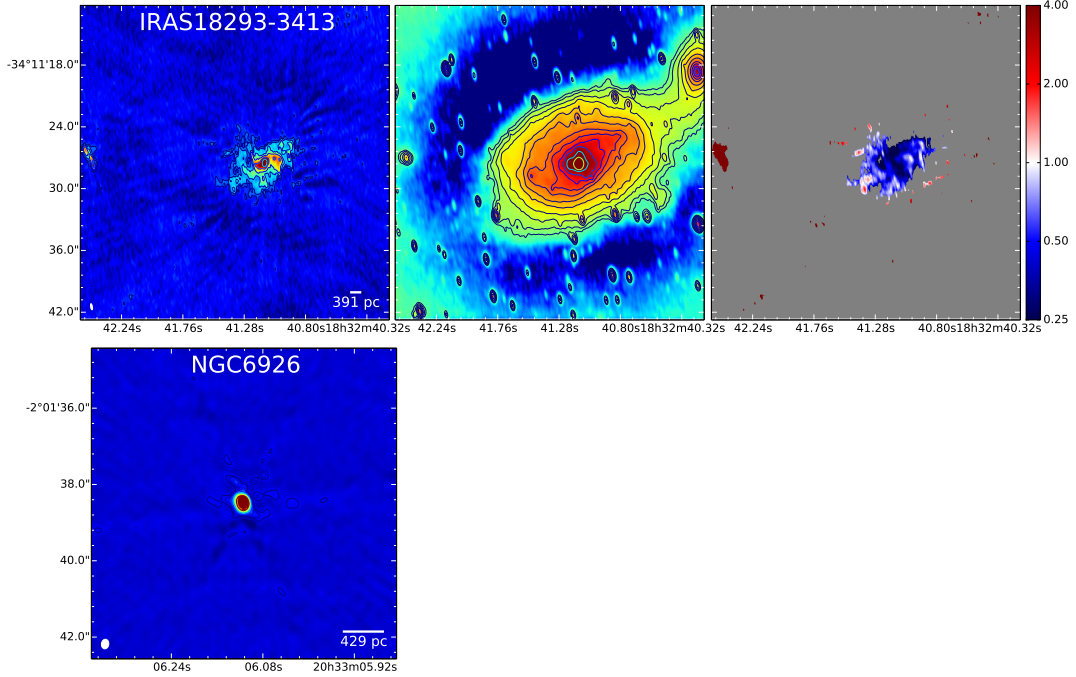 IRAS18293-3413
-34°11'18.0"
24.0"
30.0"
36.0"
42.0"
391 pc
42.24s 41.76s 41.28s 40.80s18h32m40.32s
42.24s 41.76s 41.28s 40.80s18h32m40.32s
42.24s 41.76s 41.28s 40.80s18h32m40.32s
4.00
2.00
1.00
0.50
0.25
NGC6926
-2°01'36.0"
38.0"
40.0"
42.0"
429 pc
06.24s 06.08s 20h33m05.92s